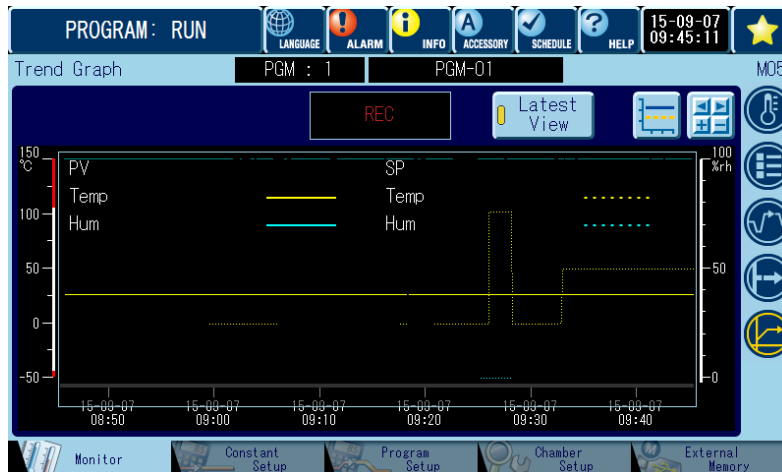 PROGRAM: RUN
LANGUAGE
ALARM
INFO
ACCESSORY
SCHEDULE
HELP
15-09-07
09:45:11
Trend Graph
PGM : 1
PGM-01
M05
REC
Latest
View
150
℃
100
%rh
PV
SP
Temp
Temp
Hum
Hum
100
50
50
0
-50
0
15-09-07
08:50
15-09-07
09:00
15-09-07
09:10
15-09-07
09:20
15-09-07
09:30
15-09-07
09:40
Monitor
Constant
Setup
Program
Setup
Chamber
Setup
External
Memory